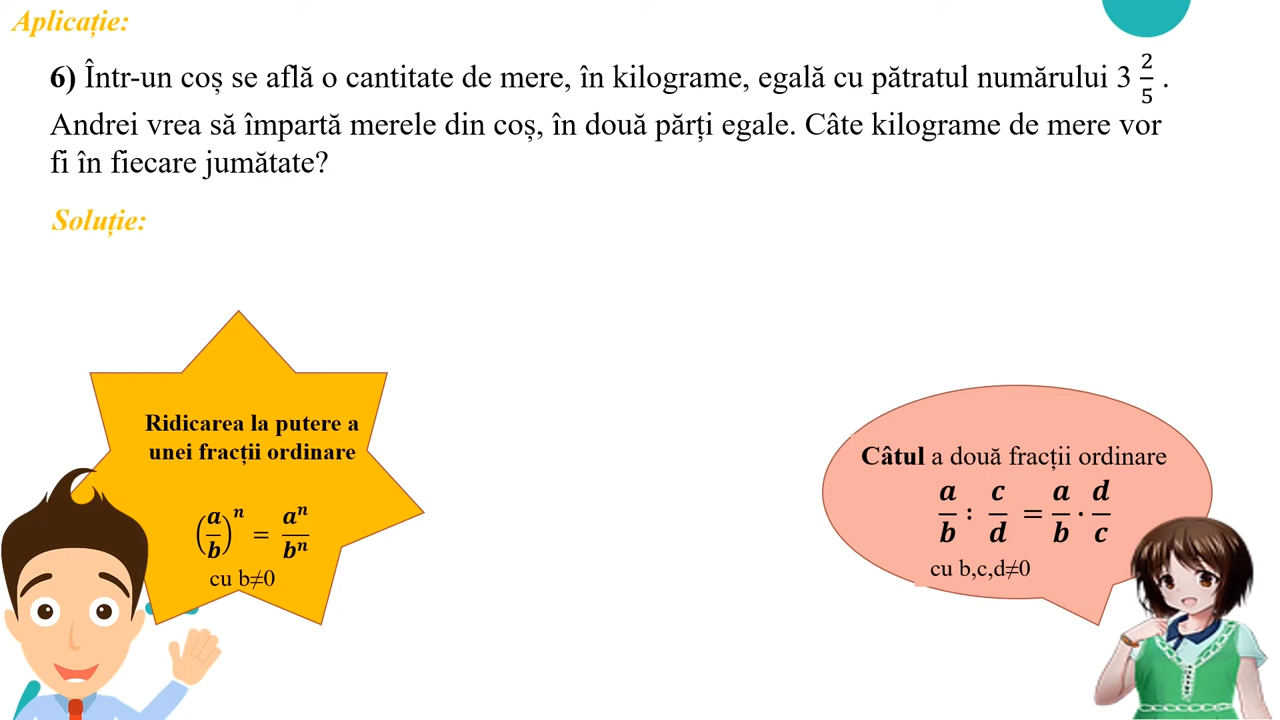 Aplicație:
6) Într-un coș se află o cantitate de mere, în kilograme, egală cu pătratul numărului 3 2/5 .
Andrei vrea să împartă merele din coș, în două părți egale. Câte kilograme de mere vor
fi în fiecare jumătate?
Soluție:
Ridicarea la putere a
unei fracții ordinare
(a/b)^n = a^n/b^n
cu b≠0
Câtul a două fracții ordinare
a/b : c/d = a/b · d/c
cu b,c,d≠0